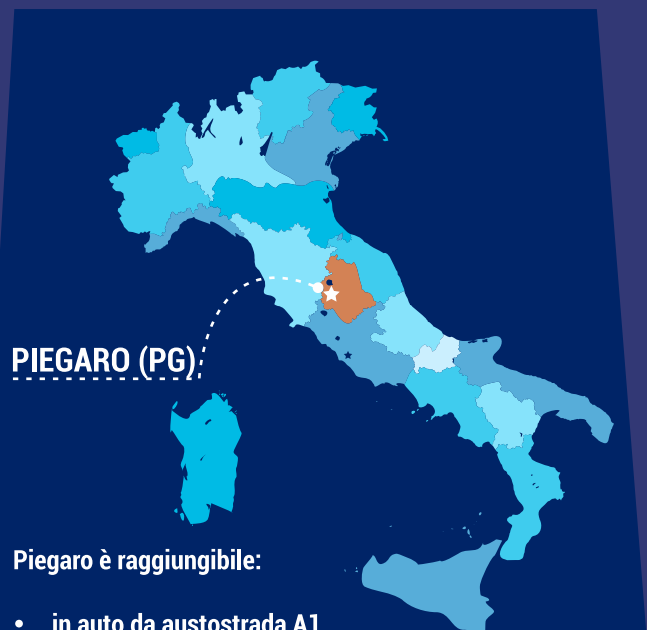 PIEGARO (PG)
Piegaro è raggiungibile:
• in auto da austostrada A1